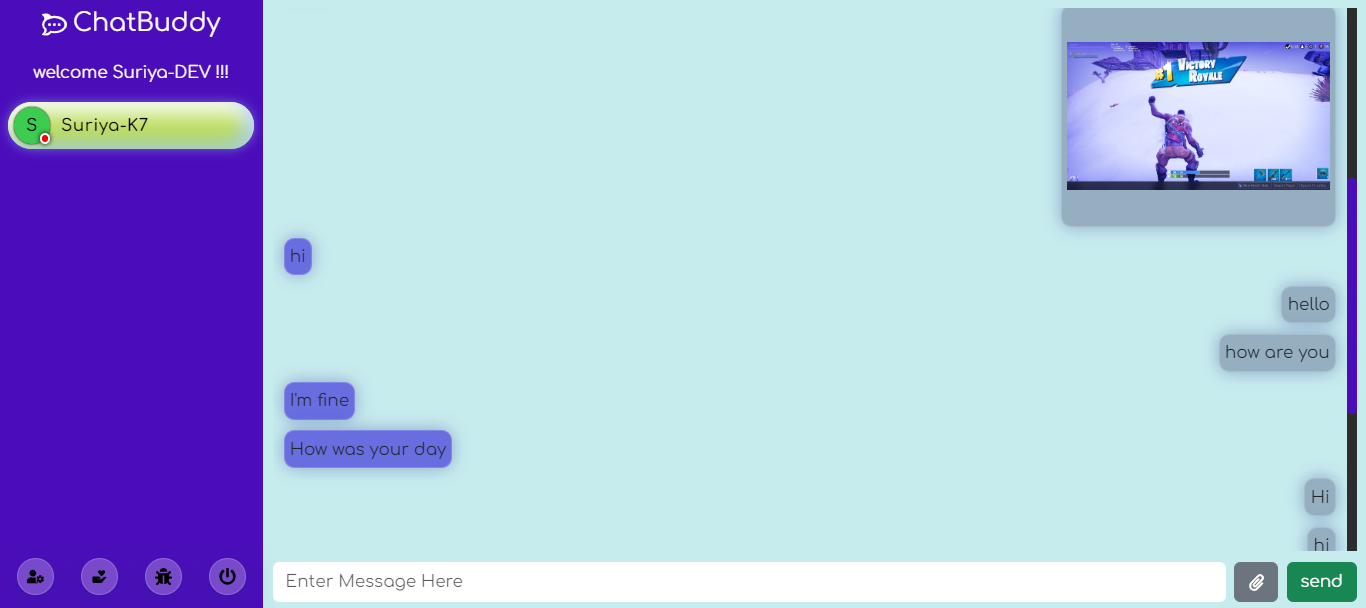 ChatBuddy
welcome Suriya-DEV !!!
S
Suriya-K7
#1 VICTORY
ROYALE
hi
hello
how are you
I'm fine
How was your day
Hi
hi
Enter Message Here
send